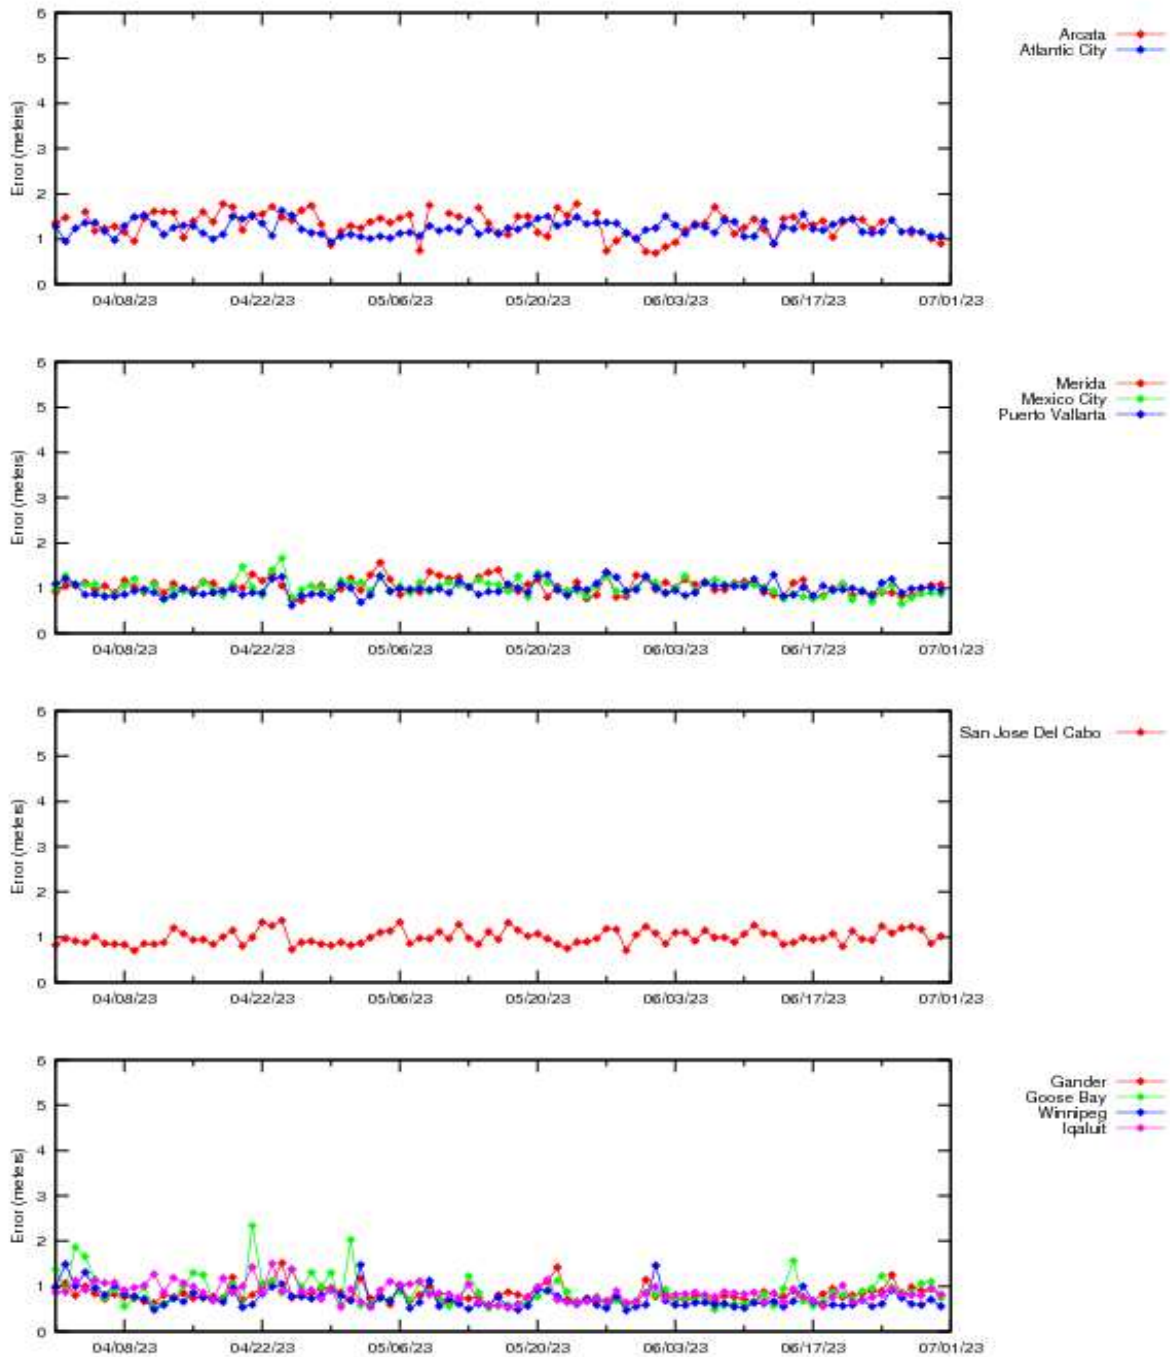 6
5
4
3
2
1
0
Error (meters)
04/08/23 04/22/23 05/06/23 05/20/23 06/03/23 06/17/23 07/01/23
Arcata
Atlantic City
6
5
4
3
2
1
0
Error (meters)
04/08/23 04/22/23 05/06/23 05/20/23 06/03/23 06/17/23 07/01/23
Merida
Mexico City
Puerto Vallarta
6
5
4
3
2
1
0
Error (meters)
04/08/23 04/22/23 05/06/23 05/20/23 06/03/23 06/17/23 07/01/23
San Jose Del Cabo
6
5
4
3
2
1
0
Error (meters)
04/08/23 04/22/23 05/06/23 05/20/23 06/03/23 06/17/23 07/01/23
Gander
Goose Bay
Winnipeg
Iqaluit